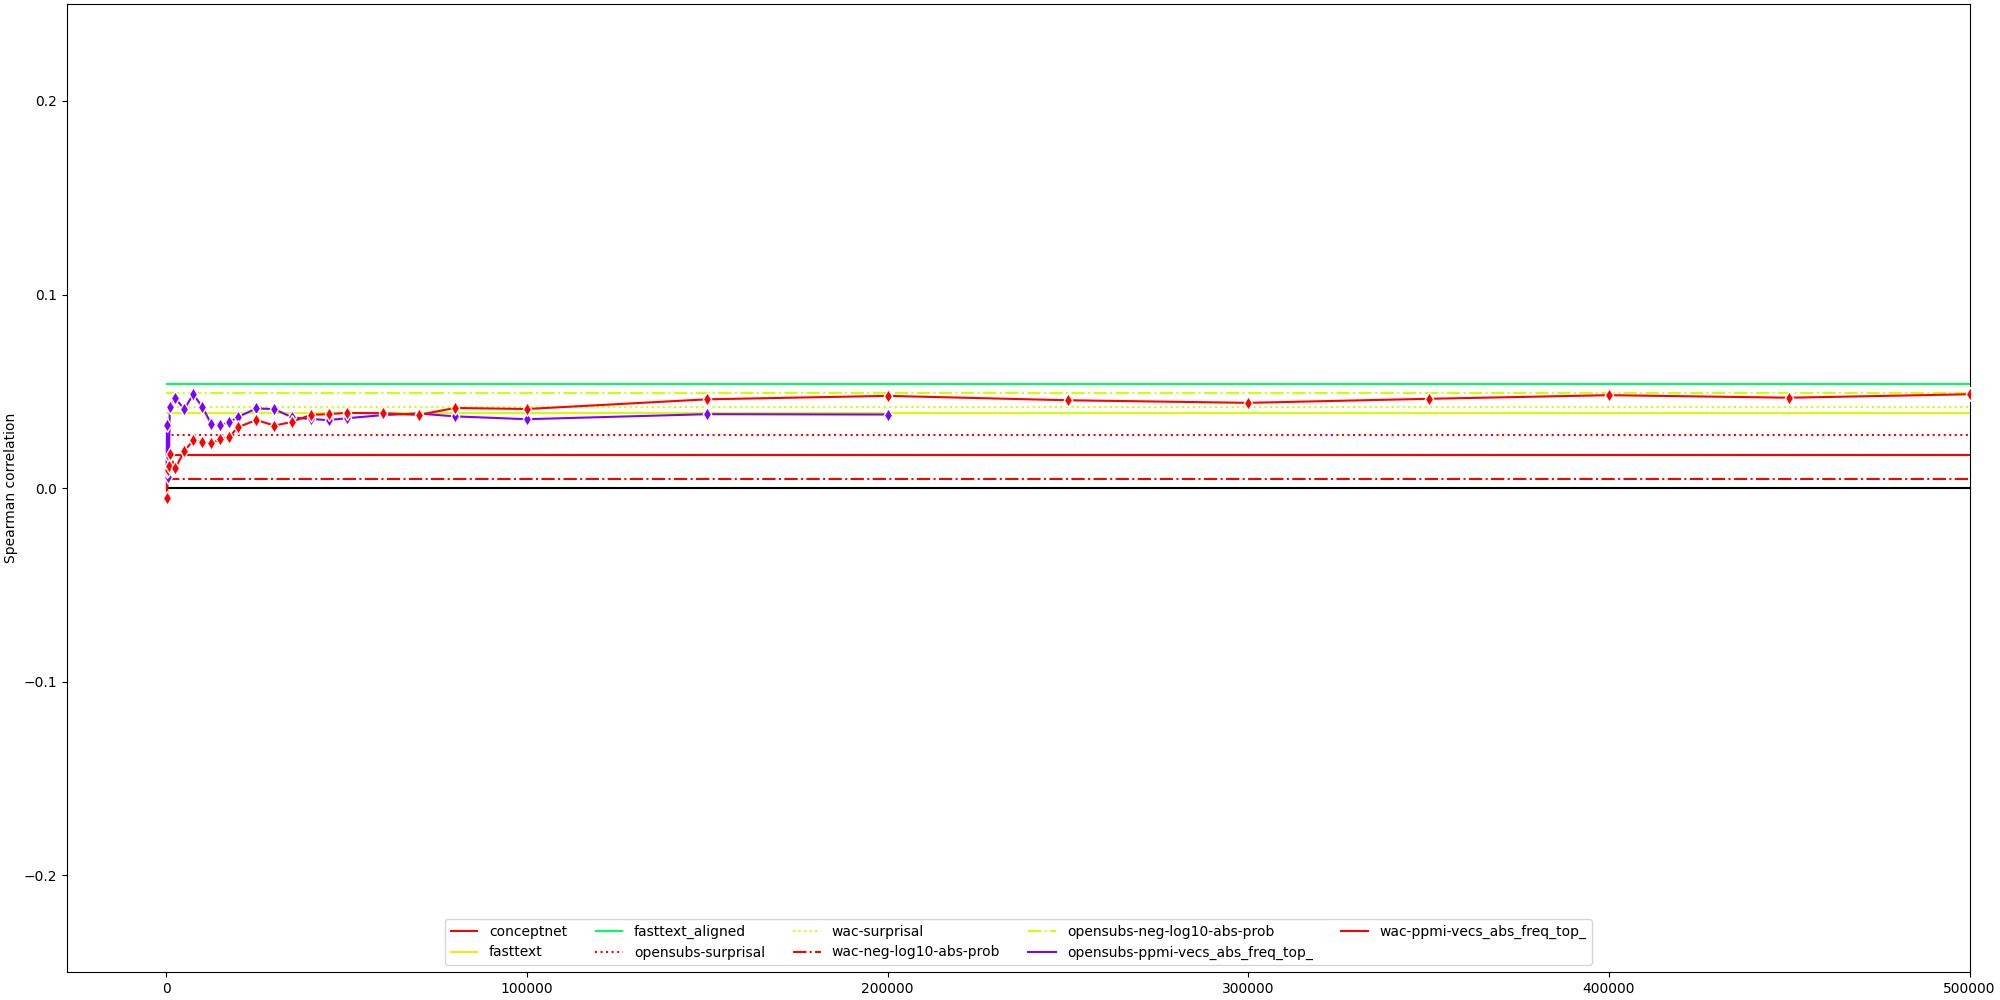 Spearman correlation
0.2
0.1
0.0
−0.1
−0.2
0
100000
200000
300000
400000
500000
conceptnet
fasttext
fasttext_aligned
opensubs-surprisal
wac-surprisal
wac-neg-log10-abs-prob
opensubs-neg-log10-abs-prob
opensubs-ppmi-vecs_abs_freq_top_
wac-ppmi-vecs_abs_freq_top_